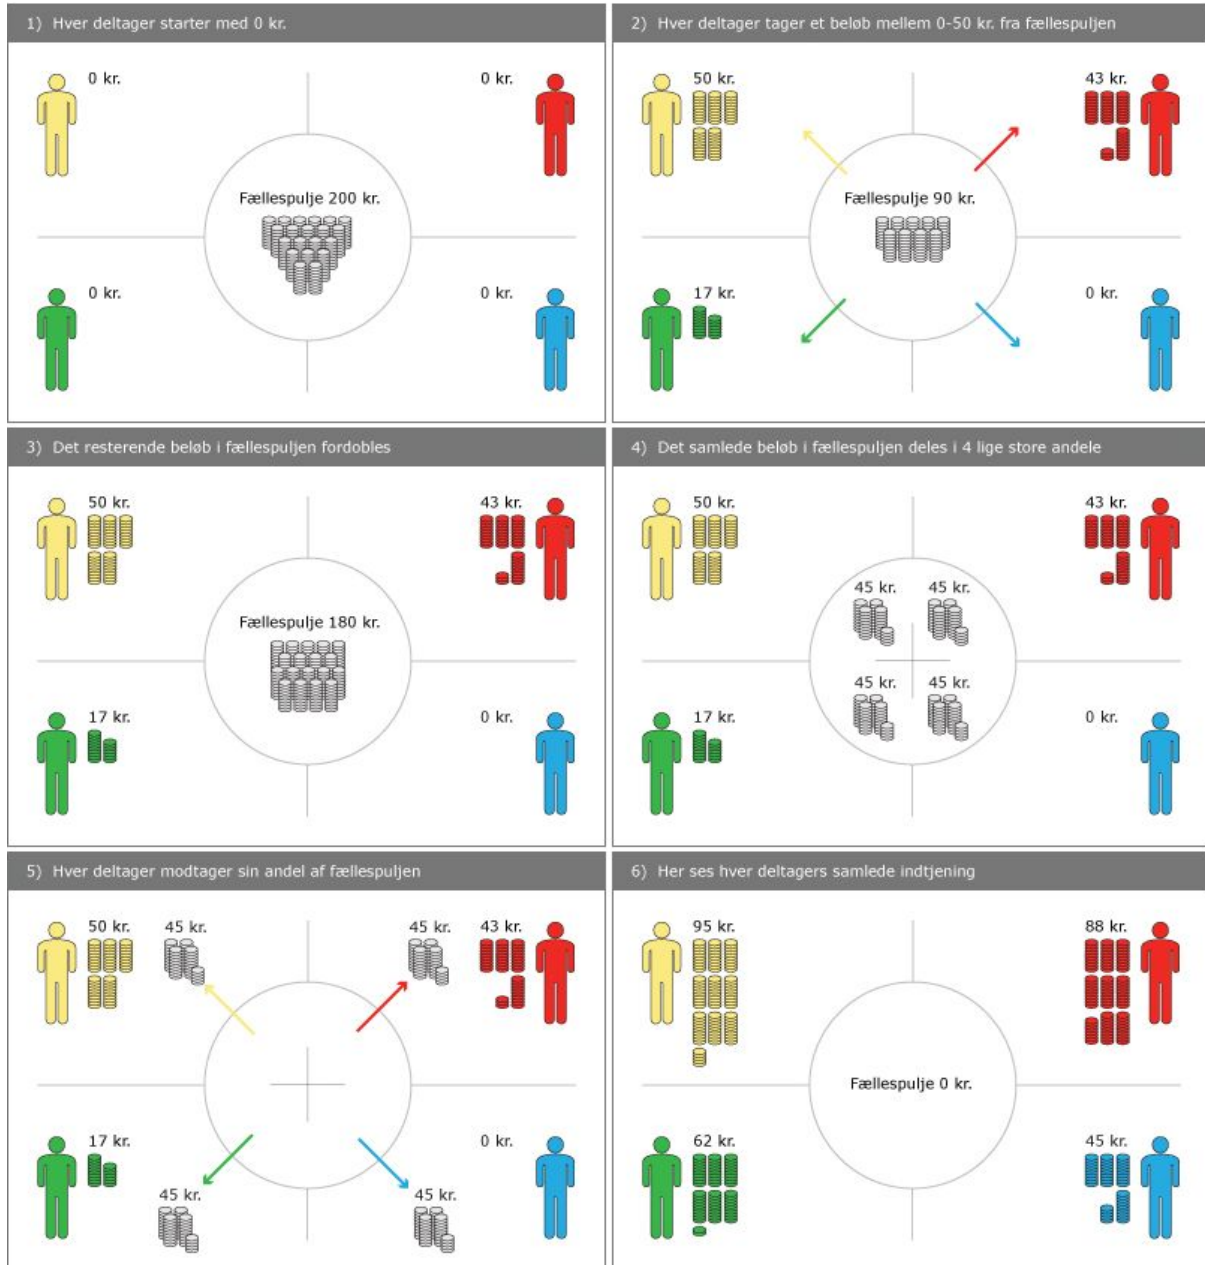 1) Hver deltager starter med 0 kr.
0 kr.
0 kr.
Fællespulje 200 kr.
0 kr.
0 kr.
2) Hver deltager tager et beløb mellem 0-50 kr. fra fællespuljen
50 kr.
43 kr.
Fællespulje 90 kr.
17 kr.
0 kr.
3) Det resterende beløb i fællespuljen fordobles
50 kr.
43 kr.
Fællespulje 180 kr.
17 kr.
0 kr.
4) Det samlede beløb i fællespuljen deles i 4 lige store andele
50 kr.
43 kr.
45 kr.
45 kr.
45 kr.
45 kr.
17 kr.
0 kr.
5) Hver deltager modtager sin andel af fællespuljen
50 kr.
45 kr.
45 kr.
43 kr.
17 kr.
0 kr.
45 kr.
45 kr.
6) Her ses hver deltagers samlede indtjening
95 kr.
88 kr.
Fællespulje 0 kr.
62 kr.
45 kr.